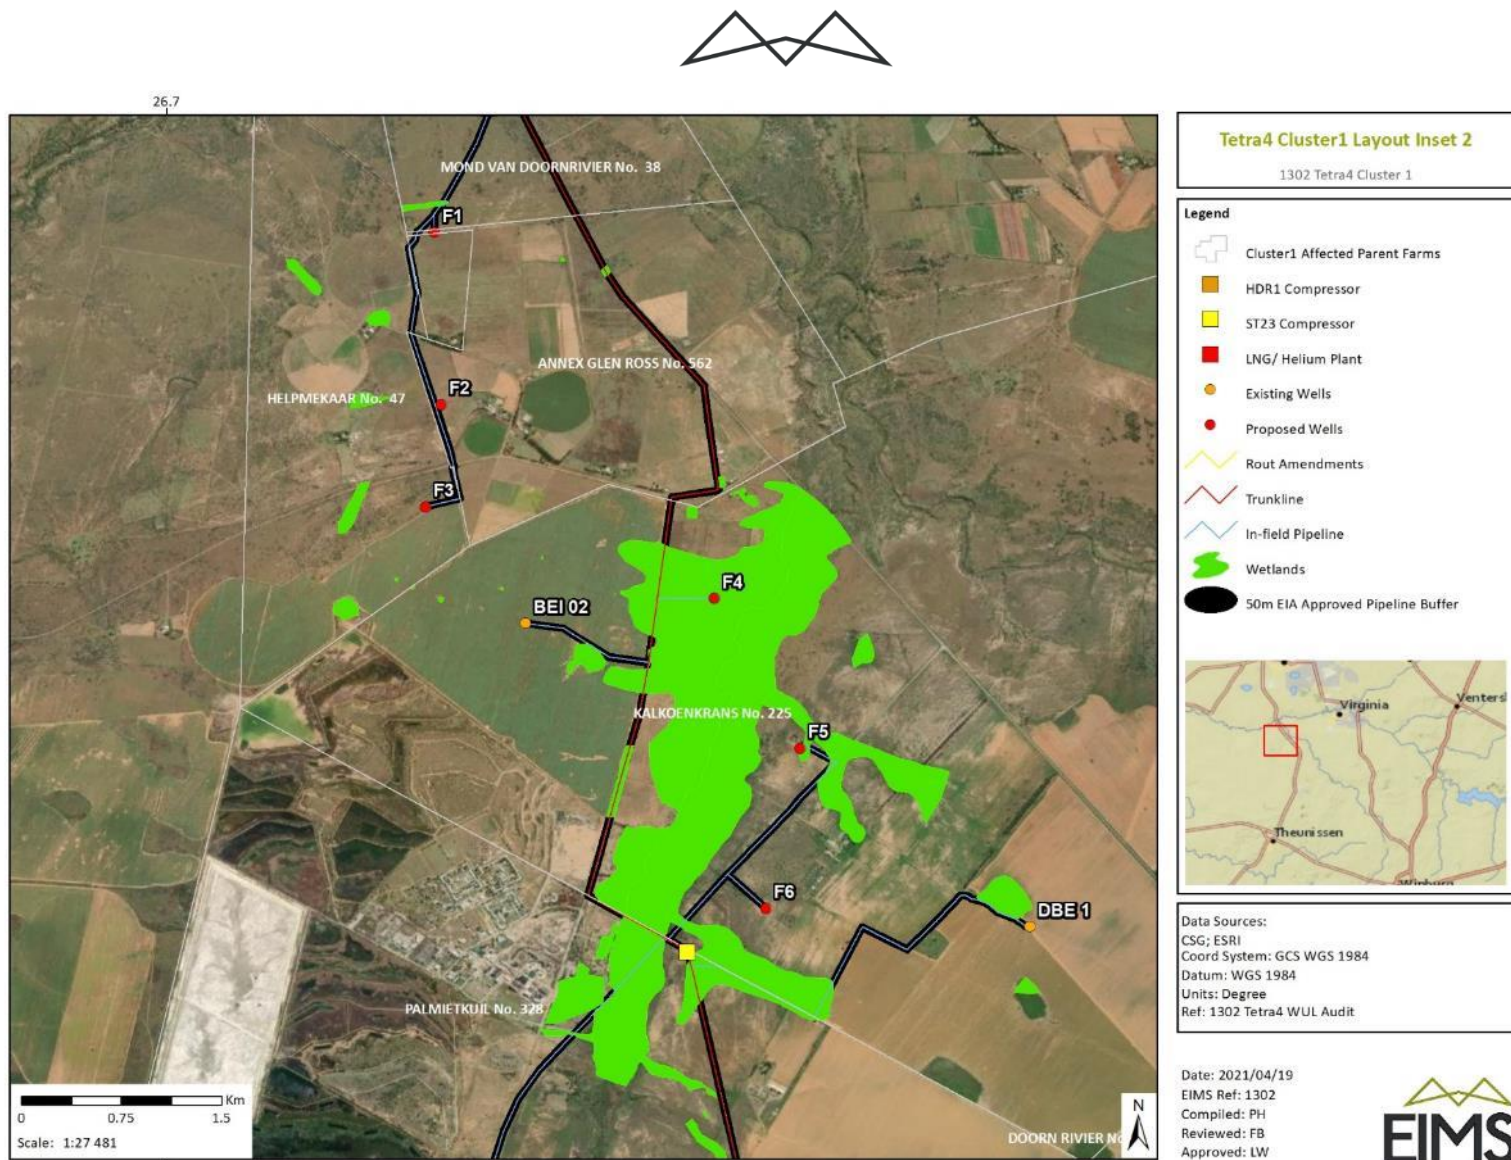 26.7
Tetra4 Cluster1 Layout Inset 2
1302 Tetra4 Cluster 1
MOND VAN DOORNRIVIER No. 38
F1
ANNEX GLEN ROSS No. 562
F2
HELPMEKAAR No. 47
F3
F4
BEI 02
KALKOENKRANS No. 225
F5
F6
DBE 1
PALMIETKUIL No. 328
DOORN RIVIER
Km
0 0.75 1.5
Scale: 1:27 481
N
Legend
Cluster1 Affected Parent Farms
HDR1 Compressor
ST23 Compressor
LNG/ Helium Plant
Existing Wells
Proposed Wells
Rout Amendments
Trunkline
In-field Pipeline
Wetlands
50m EIA Approved Pipeline Buffer
Virginia
Ventersl
Theunissen
Winburg
Data Sources:
CSG; ESRI
Coord System: GCS WGS 1984
Datum: WGS 1984
Units: Degree
Ref: 1302 Tetra4 WUL Audit
Date: 2021/04/19
EIMS Ref: 1302
Compiled: PH
Reviewed: FB
Approved: LW
EIMS